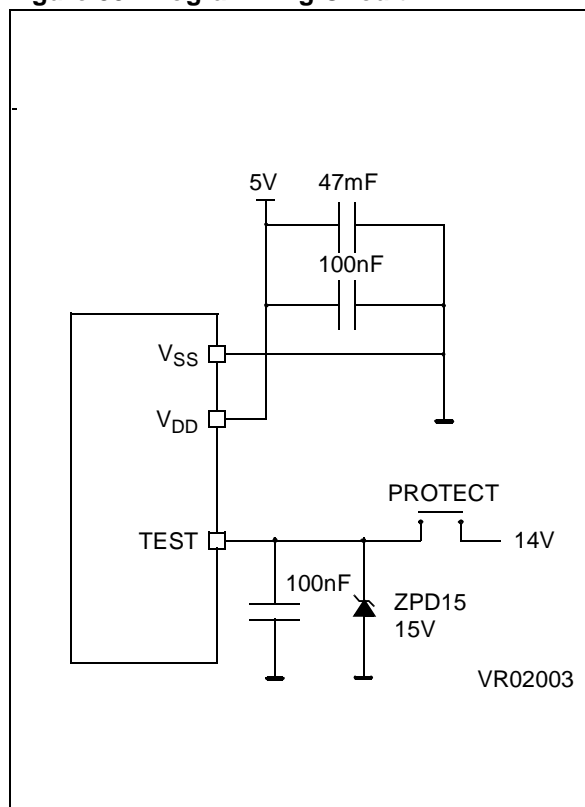 5V
47mF
100nF
VSS
VDD
PROTECT
TEST
14V
100nF
ZPD15
15V
VR02003